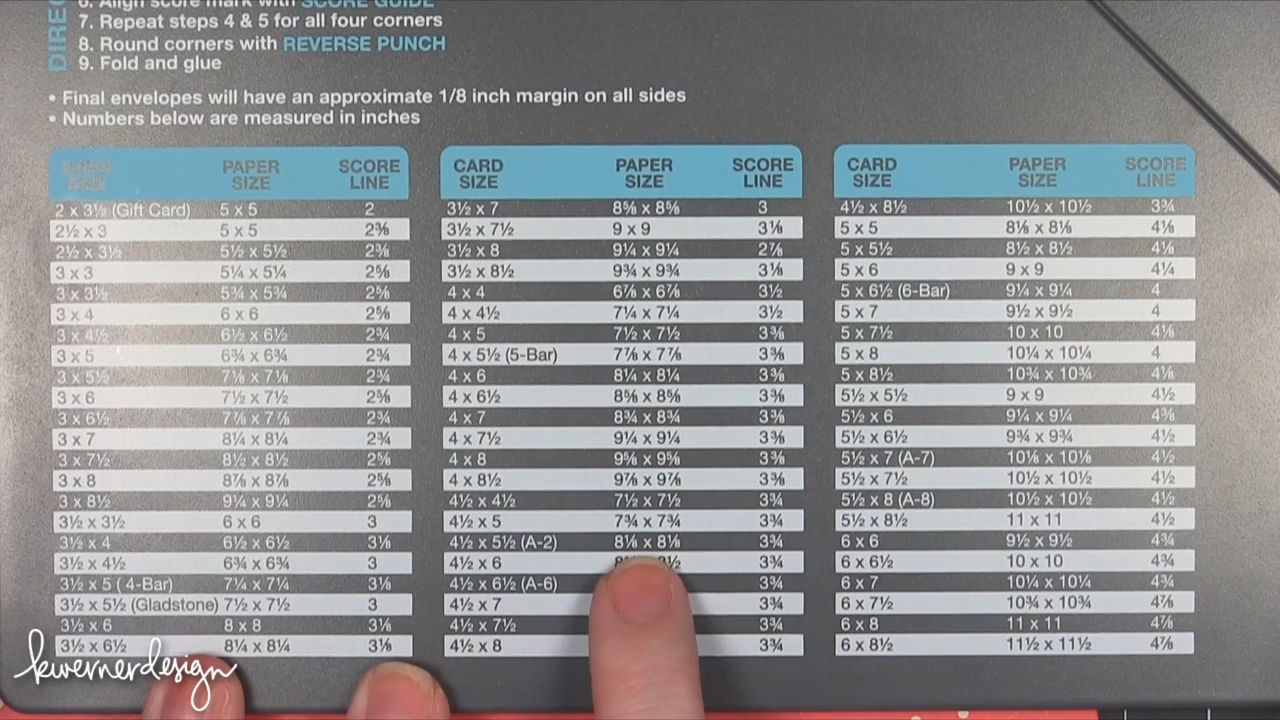 6. Align score mark with SCORE GUIDE
7. Repeat steps 4 & 5 for all four corners
8. Round corners with REVERSE PUNCH
9. Fold and glue
• Final envelopes will have an approximate 1/8 inch margin on all sides
• Numbers below are measured in inches
CARD SIZE PAPER SIZE SCORE LINE
2 x 3½ (Gift Card) 5 x 5 2
2½ x 3 5 x 5 2⅜
2½ x 3½ 5½ x 5½ 2⅜
3 x 3 5¼ x 5¼ 2⅝
3 x 3½ 5¾ x 5¾ 2⅝
3 x 4 6 x 6 2⅝
3 x 4½ 6½ x 6½ 2¾
3 x 5 6¾ x 6¾ 2¾
3 x 5½ 7⅛ x 7⅛ 2¾
3 x 6 7½ x 7½ 2⅝
3 x 6½ 7⅞ x 7⅞ 2¾
3 x 7 8¼ x 8¼ 2¾
3 x 7½ 8½ x 8½ 2⅝
3 x 8 8⅞ x 8⅞ 2⅝
3 x 8½ 9¼ x 9¼ 2⅝
3½ x 3½ 6 x 6 3
3½ x 4 6½ x 6½ 3⅛
3½ x 4½ 6¾ x 6¾ 3
3½ x 5 ( 4-Bar) 7¼ x 7¼ 3⅛
3½ x 5½ (Gladstone) 7½ x 7½ 3
3½ x 6 8 x 8 3⅛
3½ x 6½ 8¼ x 8¼ 3⅛
CARD SIZE PAPER SIZE SCORE LINE
3½ x 7 8⅝ x 8⅝ 3
3½ x 7½ 9 x 9 3⅛
3½ x 8 9¼ x 9¼ 2⅞
3½ x 8½ 9¾ x 9¾ 3⅛
4 x 4 6⅞ x 6⅞ 3½
4 x 4½ 7¼ x 7¼ 3½
4 x 5 7½ x 7½ 3⅜
4 x 5½ (5-Bar) 7⅞ x 7⅞ 3⅜
4 x 6 8¼ x 8¼ 3⅜
4 x 6½ 8⅝ x 8⅝ 3⅜
4 x 7 8¾ x 8¾ 3⅜
4 x 7½ 9¼ x 9¼ 3⅜
4 x 8 9⅝ x 9⅝ 3⅜
4 x 8½ 9⅞ x 9⅞ 3⅜
4½ x 4½ 7½ x 7½ 3¾
4½ x 5 7¾ x 7¾ 3¾
4½ x 5½ (A-2) 8⅛ x 8⅛ 3¾
4½ x 6 3¾
4½ x 6½ (A-6) 3¾
4½ x 7 3¾
4½ x 7½ 3¾
4½ x 8 3¾
CARD SIZE PAPER SIZE SCORE LINE
4½ x 8½ 10½ x 10½ 3¾
5 x 5 8⅛ x 8⅛ 4⅛
5 x 5½ 8½ x 8½ 4⅛
5 x 6 9 x 9 4¼
5 x 6½ (6-Bar) 9¼ x 9¼ 4
5 x 7 9½ x 9½ 4
5 x 7½ 10 x 10 4⅛
5 x 8 10¼ x 10¼ 4
5 x 8½ 10¾ x 10¾ 4⅛
5½ x 5½ 9 x 9 4½
5½ x 6 9¼ x 9¼ 4⅜
5½ x 6½ 9¾ x 9¾ 4½
5½ x 7 (A-7) 10⅛ x 10⅛ 4½
5½ x 7½ 10½ x 10½ 4½
5½ x 8 (A-8) 10½ x 10½ 4½
5½ x 8½ 11 x 11 4½
6 x 6 9½ x 9½ 4¾
6 x 6½ 10 x 10 4¾
6 x 7 10¼ x 10¼ 4¾
6 x 7½ 10¾ x 10¾ 4⅞
6 x 8 11 x 11 4⅞
6 x 8½ 11½ x 11½ 4⅞
kwernerdesign